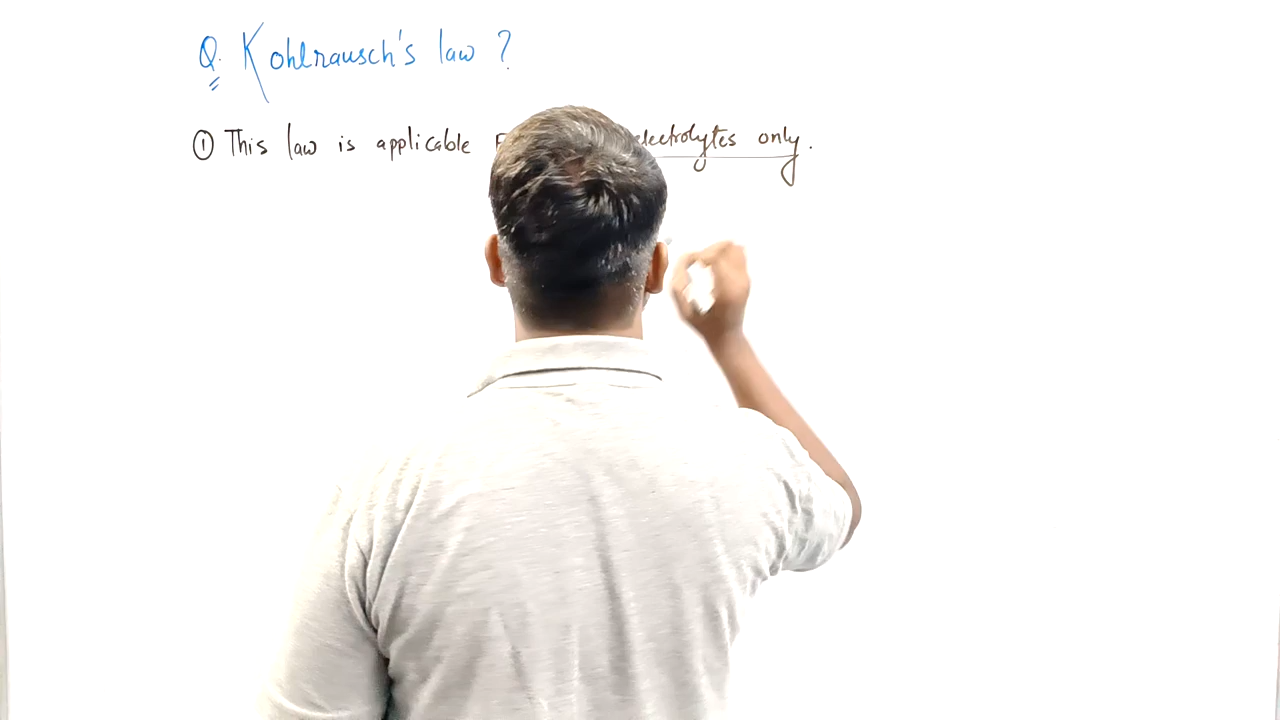 Q. Kohlrausch's law ?
① This law is applicable electrolytes only.